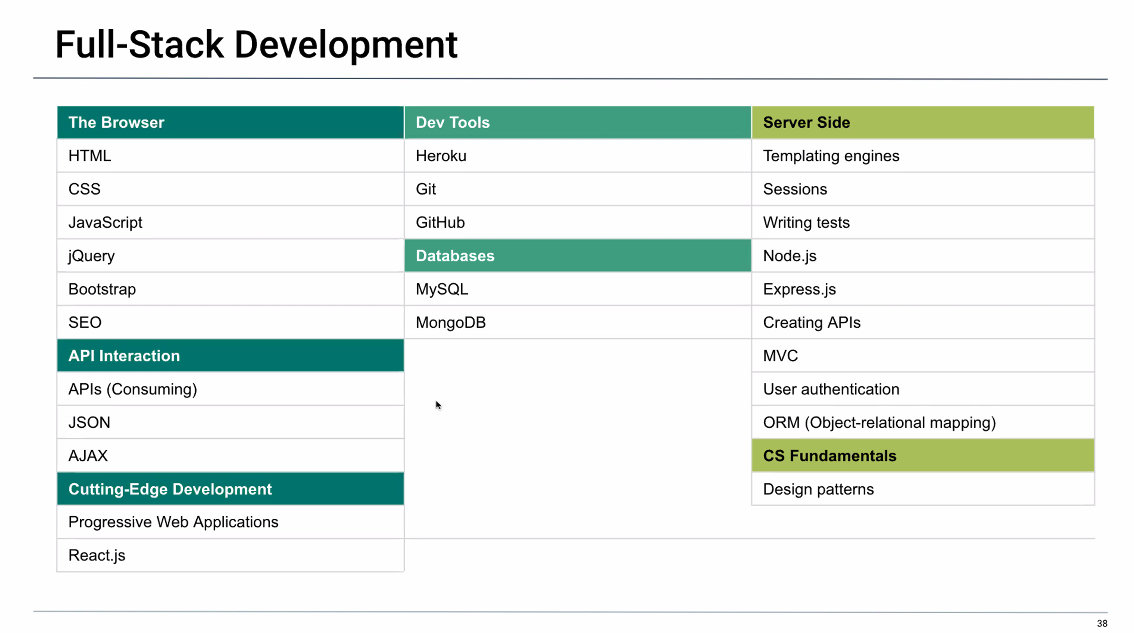 Full-Stack Development
The Browser
HTML
CSS
JavaScript
jQuery
Bootstrap
SEO
API Interaction
APIs (Consuming)
JSON
AJAX
Cutting-Edge Development
Progressive Web Applications
React.js
Dev Tools
Heroku
Git
GitHub
Databases
MySQL
MongoDB
Server Side
Templating engines
Sessions
Writing tests
Node.js
Express.js
Creating APIs
MVC
User authentication
ORM (Object-relational mapping)
CS Fundamentals
Design patterns
38